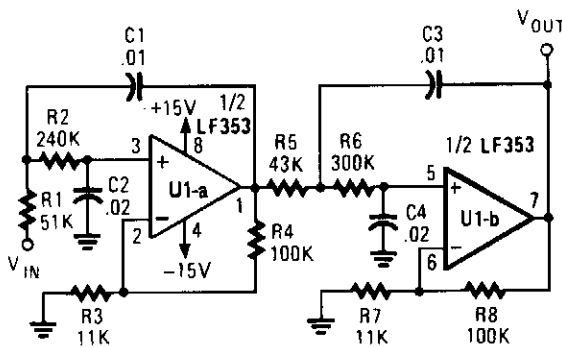 C1
.01
C3
.01
VOUT
+15V
1/2
LF353
R2
240K
3
8
+
U1-a
1
R5
43K
R6
300K
1/2 LF353
5
+
U1-b
7
C2
.02
R1
51K
2
−
4
−15V
R4
100K
C4
.02
6
−
VIN
R3
11K
R7
11K
R8
100K